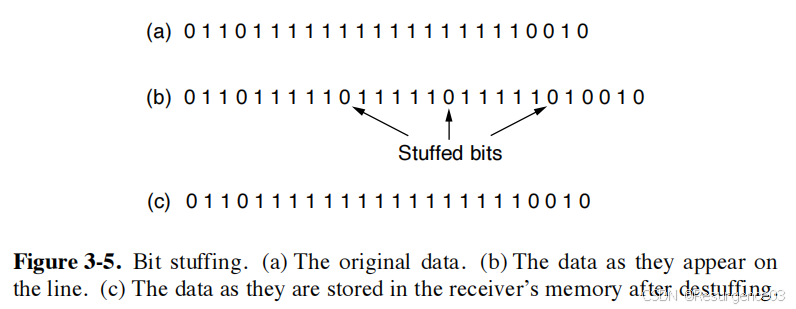 (a) 0 1 1 0 1 1 1 1 1 1 1 1 1 1 1 1 1 1 1 1 0 0 1 0
(b) 0 1 1 0 1 1 1 1 1 0 1 1 1 1 1 0 1 1 1 1 1 0 1 0 0 1 0
Stuffed bits
(c) 0 1 1 0 1 1 1 1 1 1 1 1 1 1 1 1 1 1 1 1 0 0 1 0
Figure 3-5. Bit stuffing. (a) The original data. (b) The data as they appear on
the line. (c) The data as they are stored in the receiver's memory after destuffing.
CSDN @Resurgence03